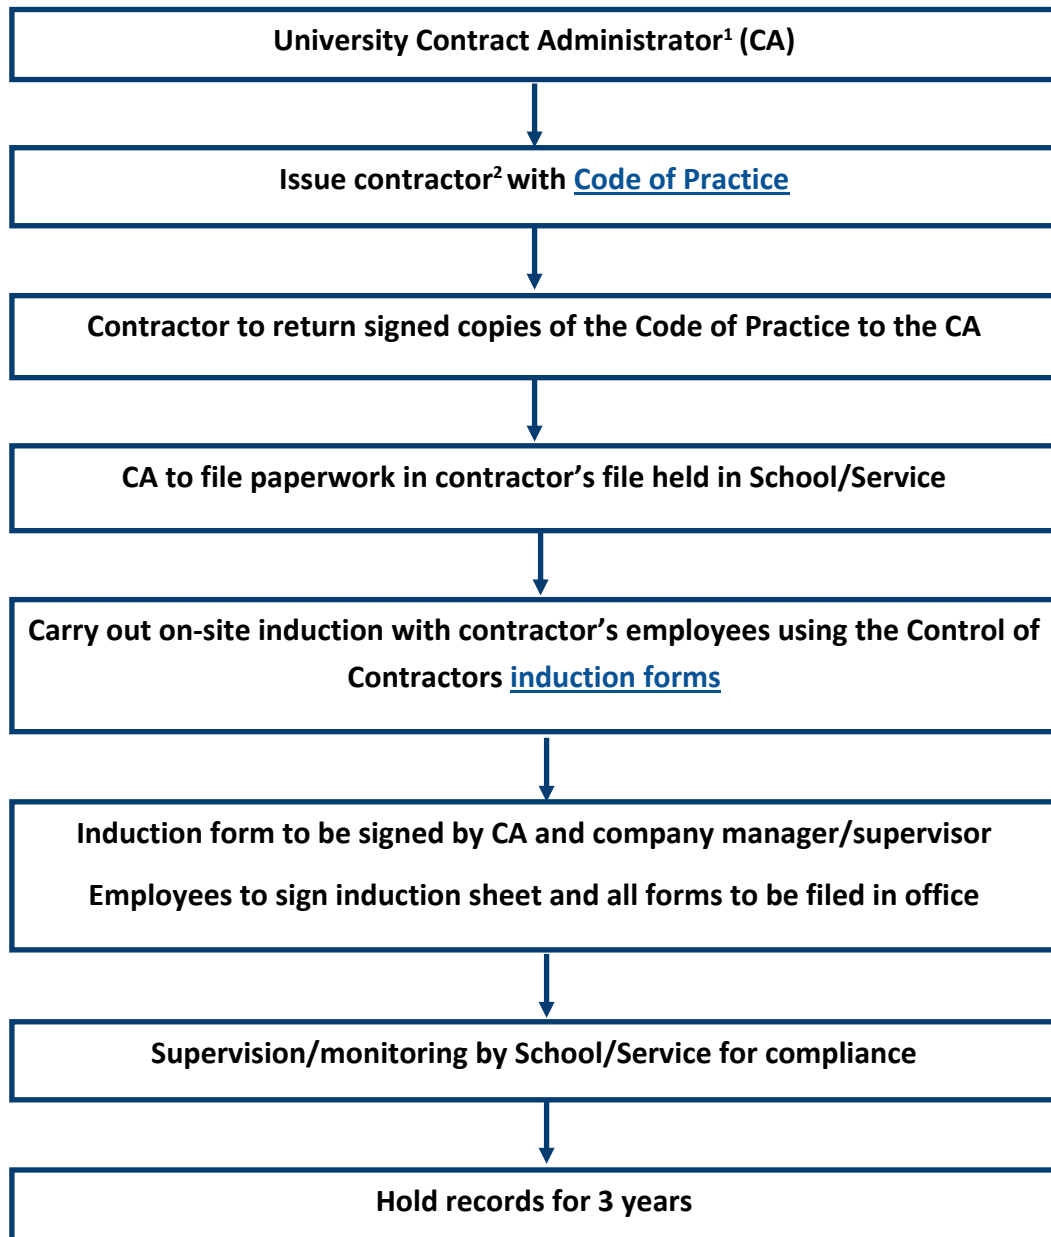 University Contract Administrator¹ (CA)
Issue contractor² with Code of Practice
Contractor to return signed copies of the Code of Practice to the CA
CA to file paperwork in contractor’s file held in School/Service
Carry out on-site induction with contractor’s employees using the Control of
Contractors induction forms
Induction form to be signed by CA and company manager/supervisor
Employees to sign induction sheet and all forms to be filed in office
Supervision/monitoring by School/Service for compliance
Hold records for 3 years